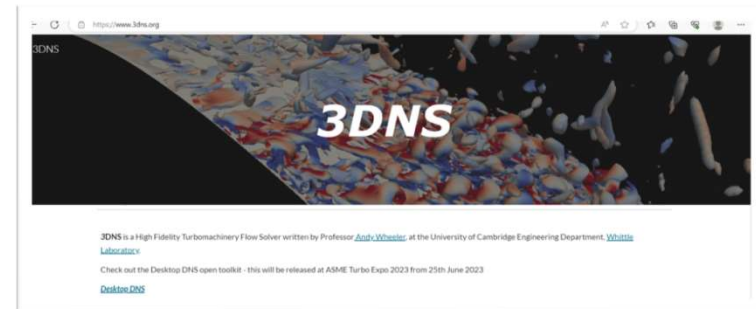 https://www.3dns.org
3DNS
3DNS
3DNS is a High Fidelity Turbomachinery Flow Solver written by Professor Andy Wheeler, at the University of Cambridge Engineering Department, Whittle
Laboratory.
Check out the Desktop DNS open toolkit - this will be released at ASME Turbo Expo 2023 from 25th June 2023
Desktop DNS